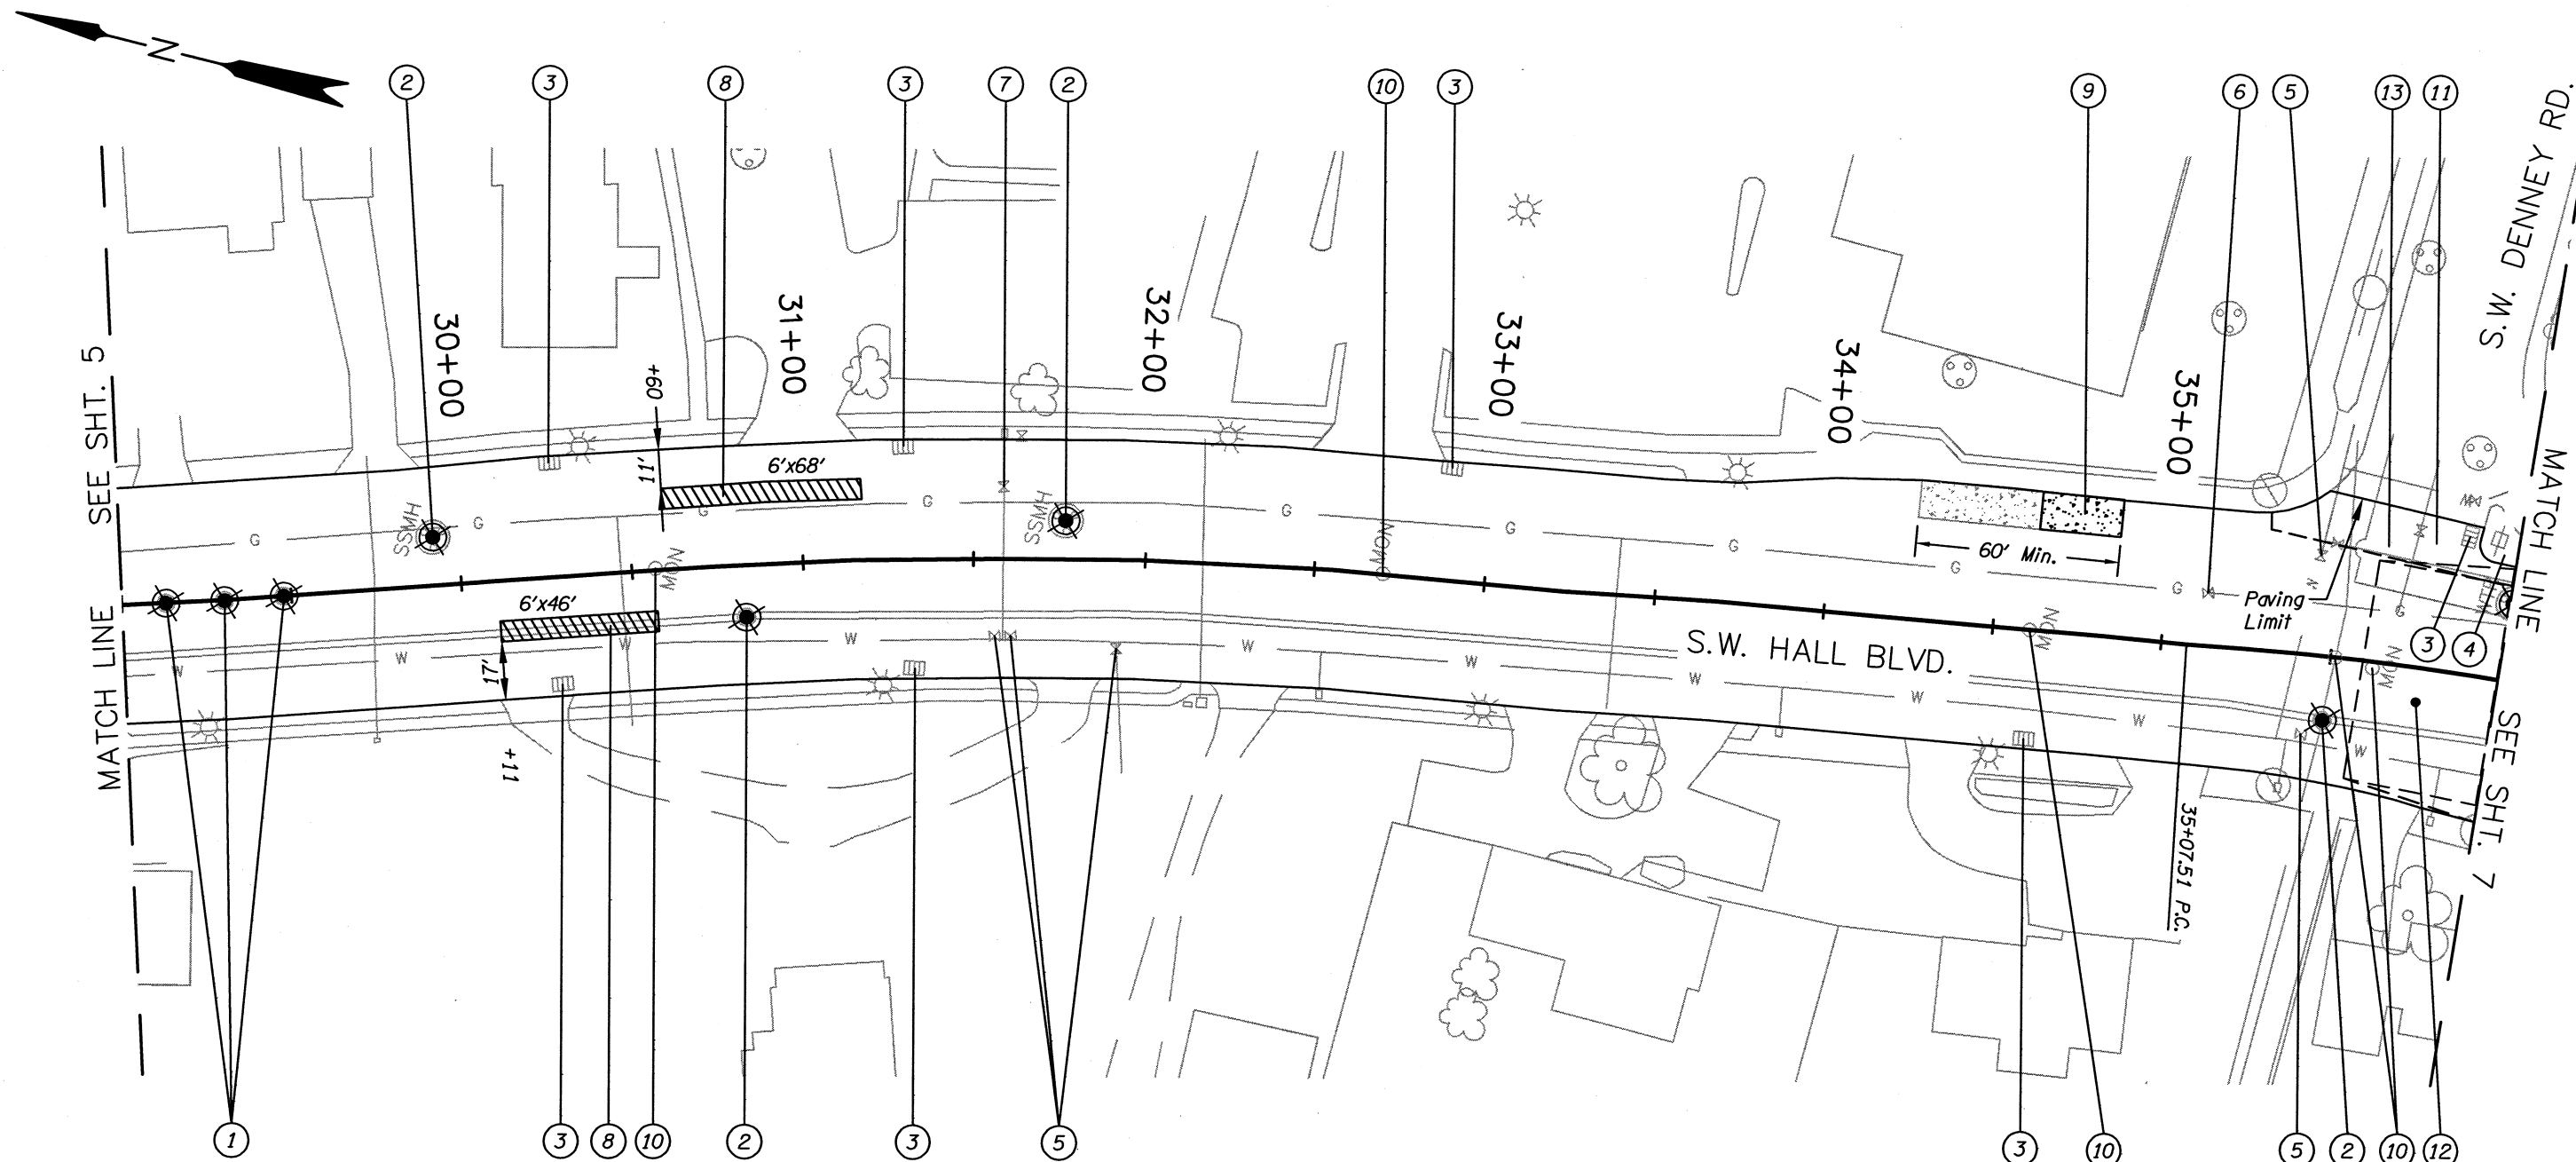 N
2
3
8
3
7
2
10
3
9
6
5
13
11
S.W. DENNEY RD.
MATCH LINE
SEE SHT. 5
30+00
31+00
32+00
33+00
34+00
35+00
+60
11'
6'x68'
SSMH
G
G
G
G
G
G
G
G
G
G
SSMH
MON
MON
60' Min.
Paving
Limit
3
4
6'x46'
17'
+11
W
W
W
W
W
W
W
W
W
W
S.W. HALL BLVD.
MON
MON
35+07.51 P.C.
MATCH LINE
SEE SHT. 7
1
3
8
10
2
3
5
3
10
5
2
10
12